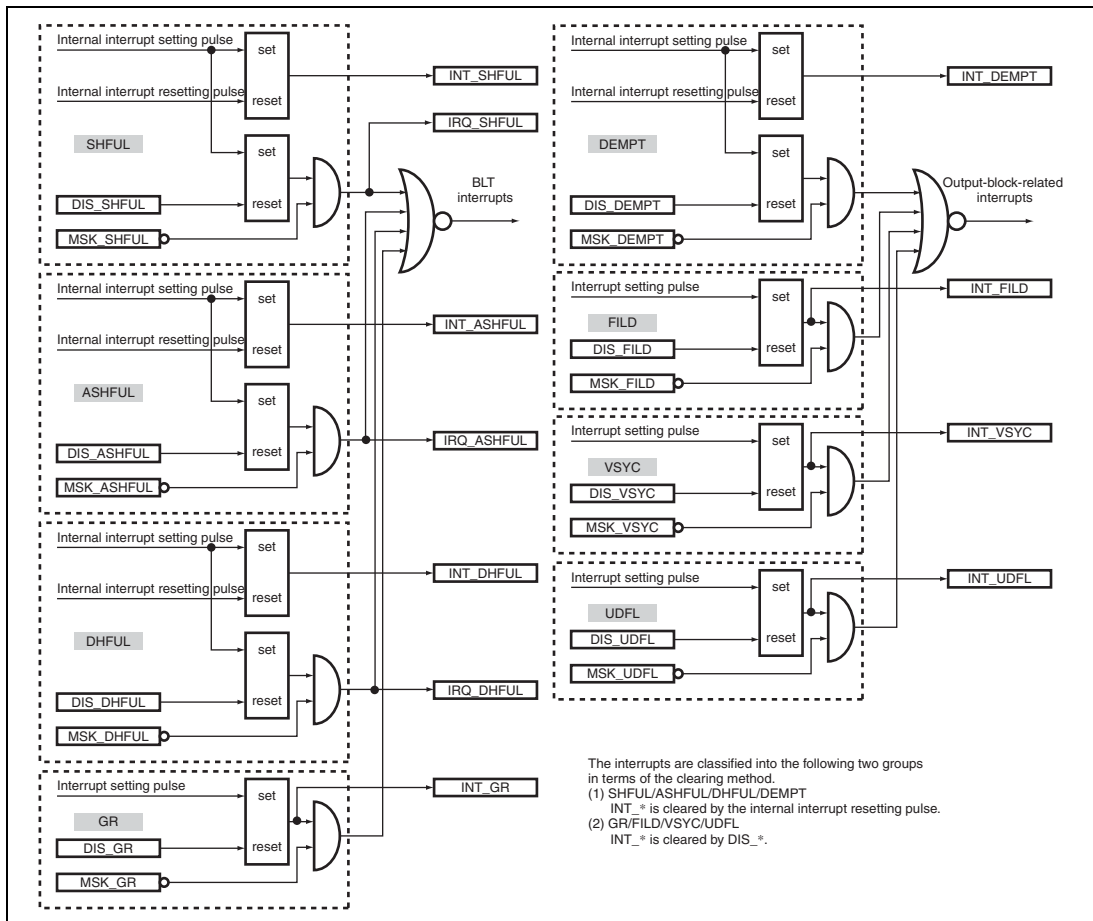 Internal interrupt setting pulse
set
Internal interrupt resetting pulse
reset
INT_SHFUL
IRQ_SHFUL
SHFUL
set
DIS_SHFUL
reset
MSK_SHFUL
BLT
interrupts
Internal interrupt setting pulse
set
Internal interrupt resetting pulse
reset
INT_ASHFUL
ASHFUL
set
DIS_ASHFUL
reset
MSK_ASHFUL
IRQ_ASHFUL
Internal interrupt setting pulse
set
Internal interrupt resetting pulse
reset
INT_DHFUL
DHFUL
set
DIS_DHFUL
reset
MSK_DHFUL
IRQ_DHFUL
Interrupt setting pulse
set
INT_GR
GR
DIS_GR
reset
MSK_GR
Internal interrupt setting pulse
set
Internal interrupt resetting pulse
reset
INT_DEMPT
DEMPT
set
DIS_DEMPT
reset
MSK_DEMPT
Output-block-related
interrupts
Interrupt setting pulse
set
INT_FILD
FILD
DIS_FILD
reset
MSK_FILD
Interrupt setting pulse
set
INT_VSYC
VSYC
DIS_VSYC
reset
MSK_VSYC
Interrupt setting pulse
set
INT_UDFL
UDFL
DIS_UDFL
reset
MSK_UDFL
The interrupts are classified into the following two groups
in terms of the clearing method.
(1) SHFUL/ASHFUL/DHFUL/DEMPT
INT_* is cleared by the internal interrupt resetting pulse.
(2) GR/FILD/VSYC/UDFL
INT_* is cleared by DIS_*.